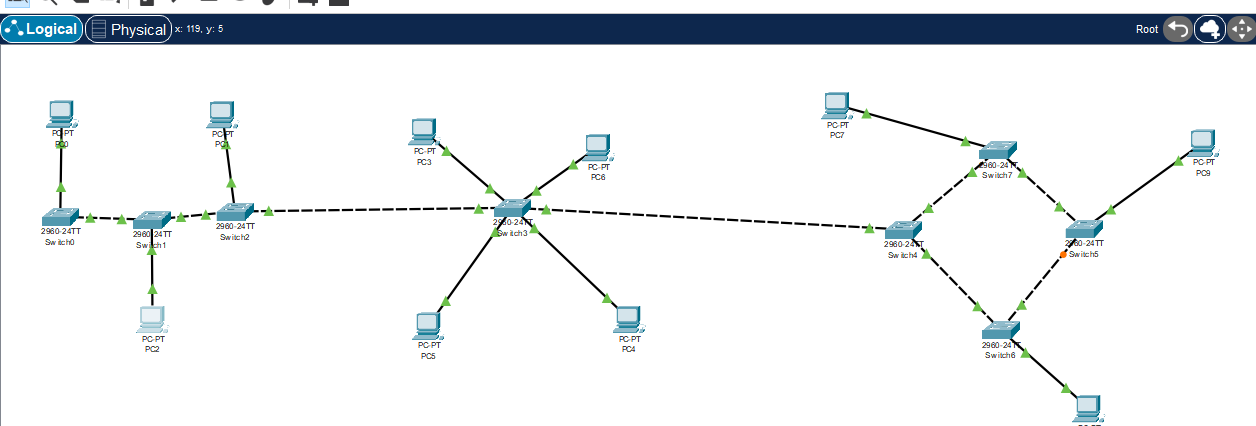 Logical
Physical
x: 119, y: 5
Root
PC-PT
PC0
PC-PT
PC-PT
PC3
PC-PT
PC6
PC7
PC-PT
PC9
2960-24TT
Switch0
2960-24TT
Switch1
2960-24TT
Switch2
2960-24TT
Switch3
2960-24TT
Switch4
2960-24TT
Switch5
2960-24TT
Switch7
2960-24TT
Switch6
PC-PT
PC2
PC-PT
PC5
PC-PT
PC4